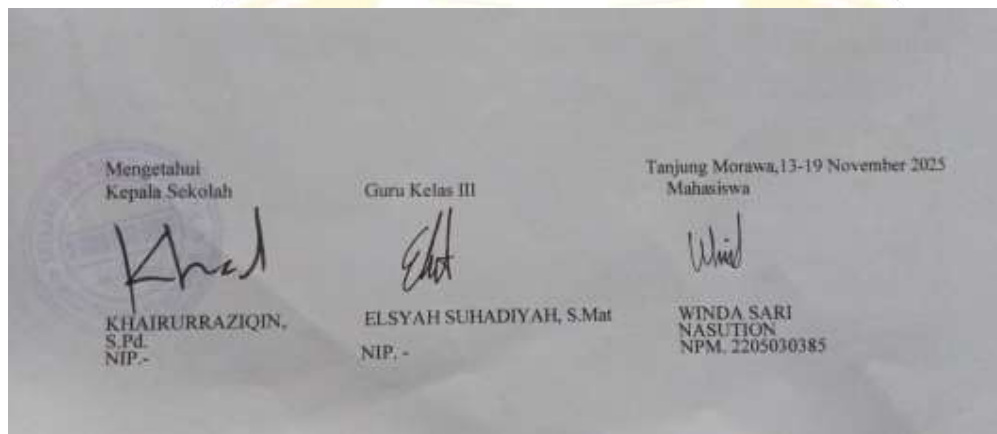 Mengetahui
Kepala Sekolah
KHAIRURRAZIQIN,
S.Pd.
NIP.-
Guru Kelas III
ELSYAH SUHADIYAH, S.Mat
NIP. -
Tanjung Morawa,13-19 November 2025
Mahasiswa
WINDA SARI
NASUTION
NPM. 2205030385